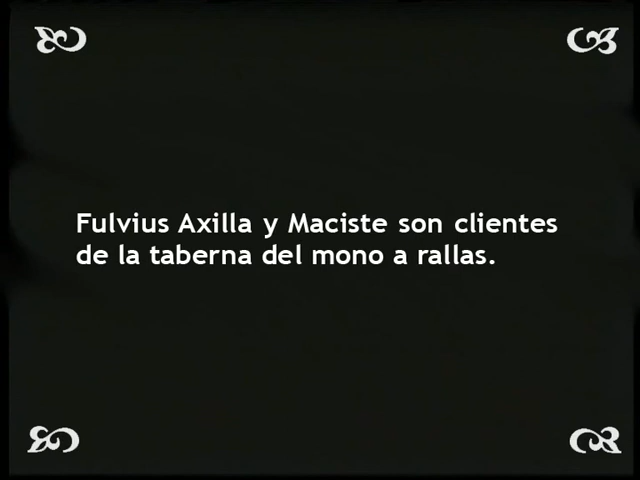 Fulvius Axilla y Maciste son clientes
de la taberna del mono a rallas.